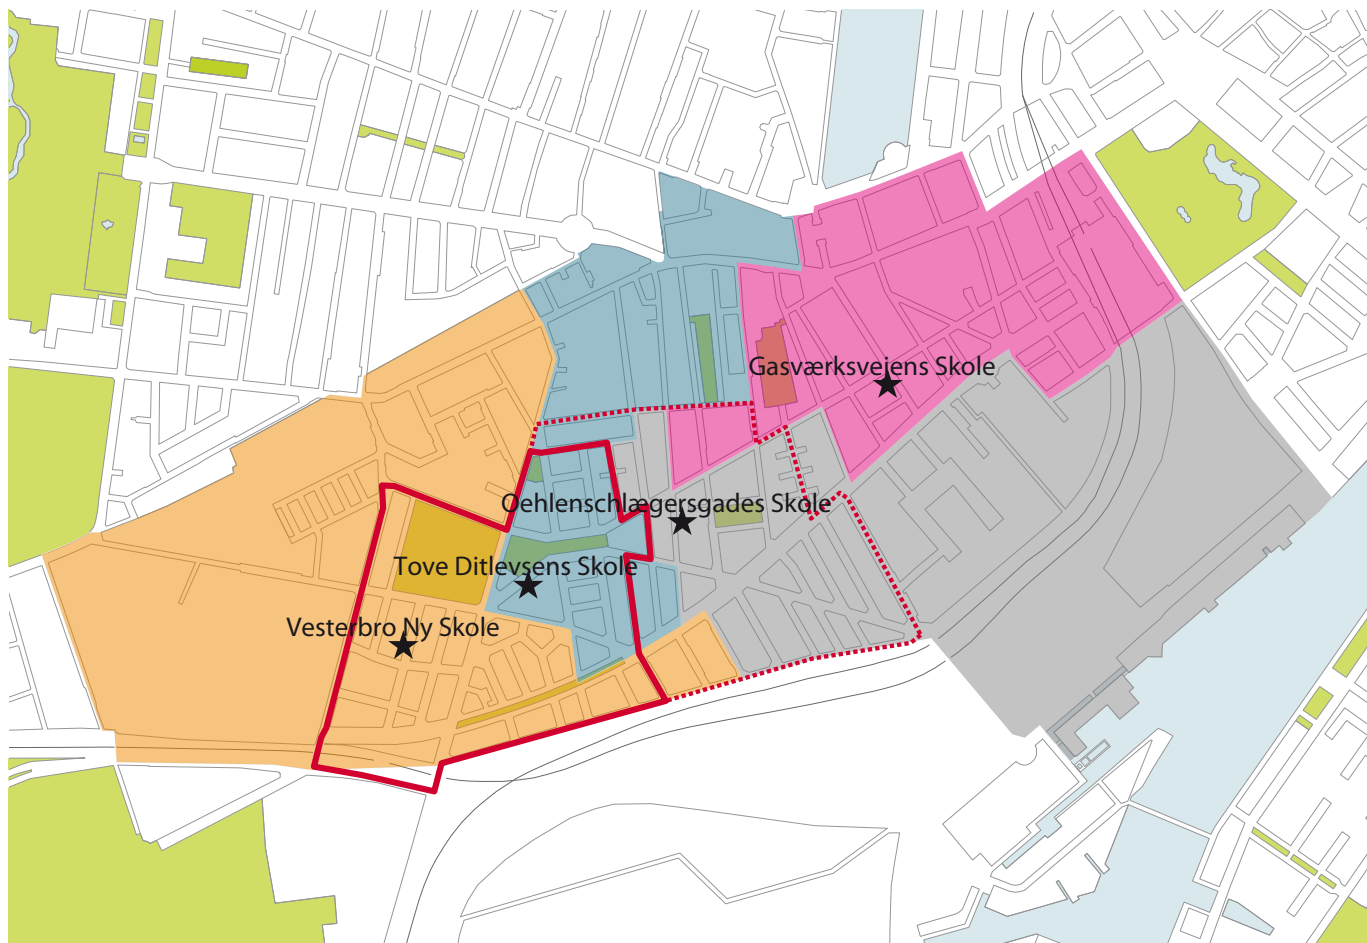 Gasværksvejens Skole
Oehlenschlægersgades Skole
Tove Ditlevsens Skole
Vesterbro Ny Skole